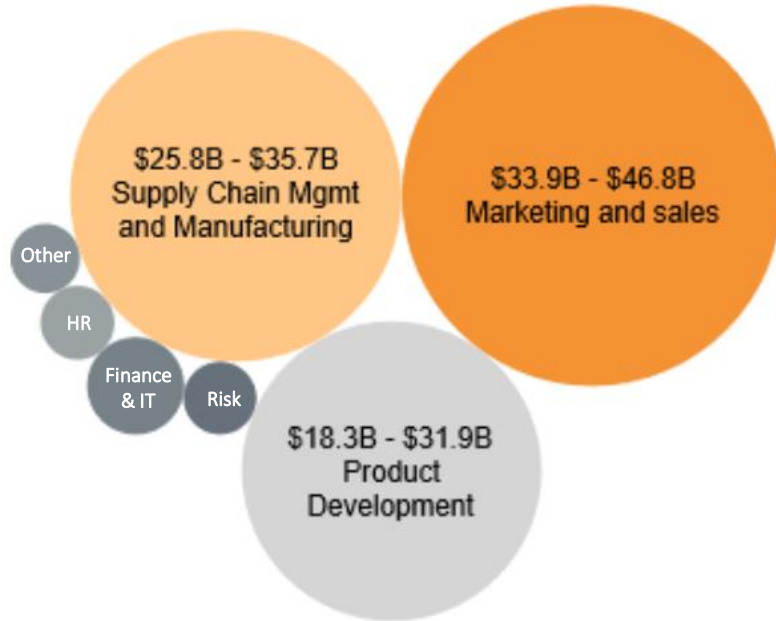 $25.8B - $35.7B
Supply Chain Mgmt
and Manufacturing
$33.9B - $46.8B
Marketing and sales
Other
HR
Finance
& IT
Risk
$18.3B - $31.9B
Product
Development